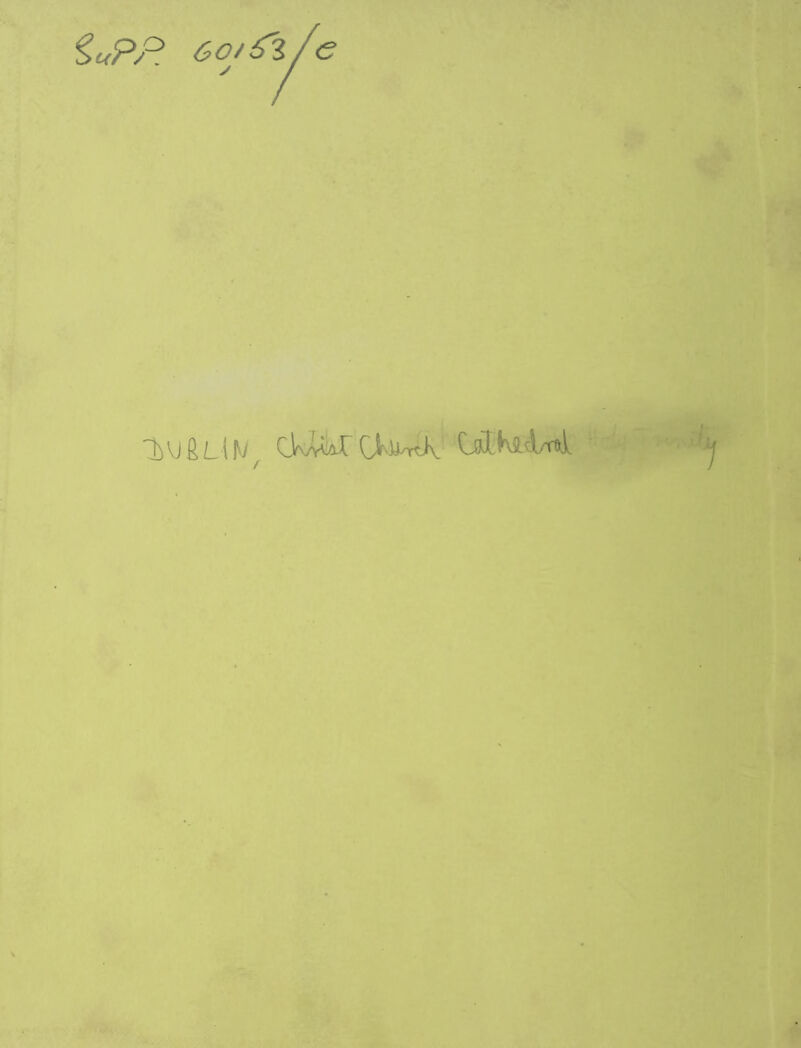 SUPP. 60153/c
DUBLIN, Christ Church Cathedral